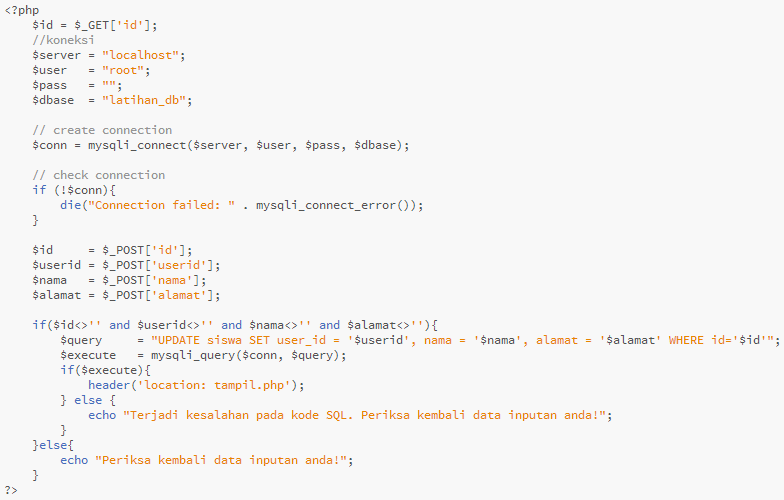 <?php
    $id = $_GET['id'];
    //koneksi
    $server = "localhost";
    $user   = "root";
    $pass   = "";
    $dbase  = "latihan_db";

    // create connection
    $conn = mysqli_connect($server, $user, $pass, $dbase);

    // check connection
    if (!$conn){
        die("Connection failed: " . mysqli_connect_error());
    }

    $id     = $_POST['id'];
    $userid = $_POST['userid'];
    $nama   = $_POST['nama'];
    $alamat = $_POST['alamat'];

    if($id<>'' and $userid<>'' and $nama<>'' and $alamat<>''){
        $query     = "UPDATE siswa SET user_id = '$userid', nama = '$nama', alamat = '$alamat' WHERE id='$id'";
        $execute   = mysqli_query($conn, $query);
        if($execute){
            header('location: tampil.php');
        } else {
            echo "Terjadi kesalahan pada kode SQL. Periksa kembali data inputan anda!";
        }
    }else{
        echo "Periksa kembali data inputan anda!";
    }
?>